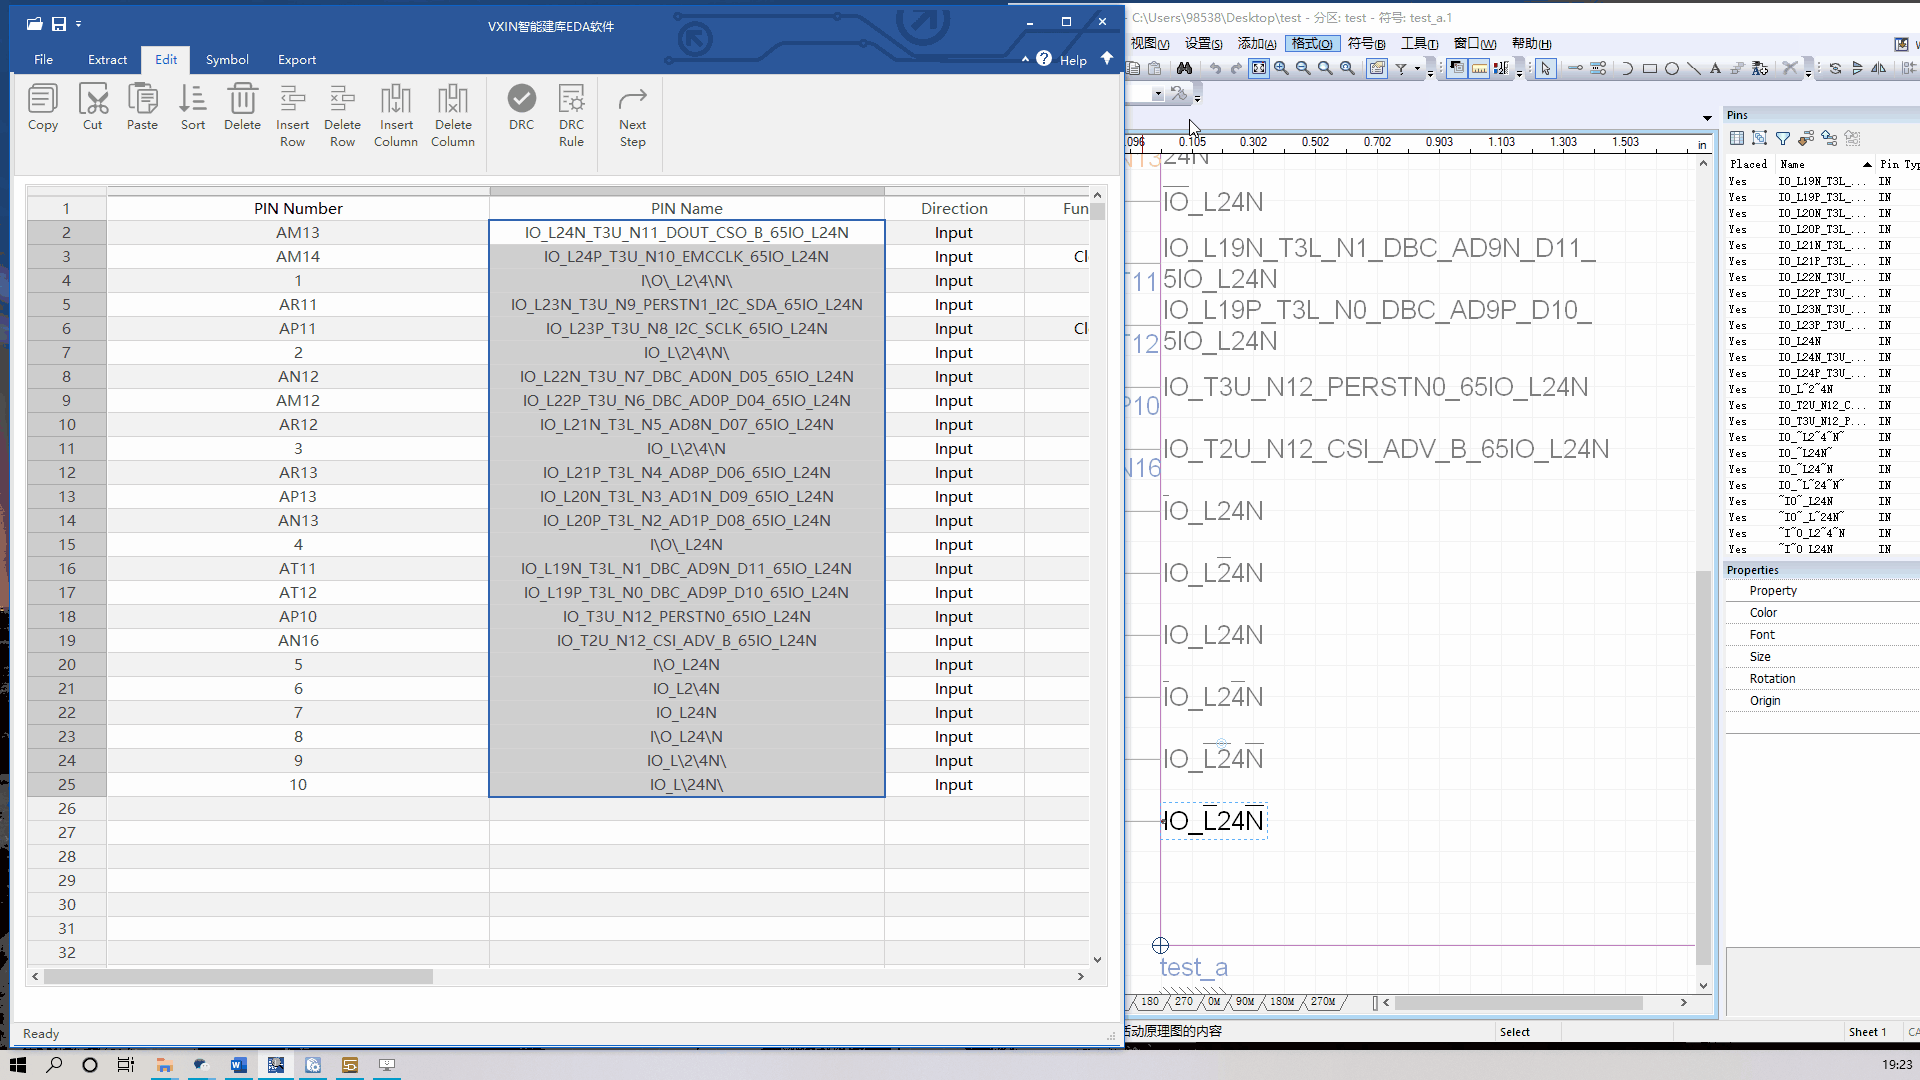 VXIN智能建库EDA软件
File Extract Edit Symbol Export Help
Copy Cut Paste Sort Delete Insert Row Delete Row Insert Column Delete Column DRC DRC Rule Next Step
1 PIN Number PIN Name Direction Fun
2 AM13 IO_L24N_T3U_N11_DOUT_CSO_B_65IO_L24N Input
3 AM14 IO_L24P_T3U_N10_EMCCLK_65IO_L24N Input Cl
4 1 I\O\_L2\4\N\ Input
5 AR11 IO_L23N_T3U_N9_PERSTN1_I2C_SDA_65IO_L24N Input
6 AP11 IO_L23P_T3U_N8_I2C_SCLK_65IO_L24N Input Cl
7 2 IO_L\2\4\N\ Input
8 AN12 IO_L22N_T3U_N7_DBC_AD0N_D05_65IO_L24N Input
9 AM12 IO_L22P_T3U_N6_DBC_AD0P_D04_65IO_L24N Input
10 AR12 IO_L21N_T3L_N5_AD8N_D07_65IO_L24N Input
11 3 IO_L\2\4\N Input
12 AR13 IO_L21P_T3L_N4_AD8P_D06_65IO_L24N Input
13 AP13 IO_L20N_T3L_N3_AD1N_D09_65IO_L24N Input
14 AN13 IO_L20P_T3L_N2_AD1P_D08_65IO_L24N Input
15 4 I\O\_L24N Input
16 AT11 IO_L19N_T3L_N1_DBC_AD9N_D11_65IO_L24N Input
17 AT12 IO_L19P_T3L_N0_DBC_AD9P_D10_65IO_L24N Input
18 AP10 IO_T3U_N12_PERSTN0_65IO_L24N Input
19 AN16 IO_T2U_N12_CSI_ADV_B_65IO_L24N Input
20 5 I\O_L24N Input
21 6 IO_L2\4N Input
22 7 IO_L24N Input
23 8 I\O_L24\N Input
24 9 IO_L\2\4N\ Input
25 10 IO_L\24N\ Input
26
27
28
29
30
31
32
Ready
C:\Users\98538\Desktop\test - 分区: test - 符号: test_a.1
视图(V) 设置(S) 添加(A) 格式(O) 符号(B) 工具(T) 窗口(W) 帮助(H)
.096 0.105 0.302 0.502 0.702 0.903 1.103 1.303 1.503 in
N13 24N
IO_L24N
IO_L19N_T3L_N1_DBC_AD9N_D11_
T11 5IO_L24N
IO_L19P_T3L_N0_DBC_AD9P_D10_
T12 5IO_L24N
IO_T3U_N12_PERSTN0_65IO_L24N
P10
IO_T2U_N12_CSI_ADV_B_65IO_L24N
N16
IO_L24N
IO_L24N
IO_L24N
IO_L24N
IO_L24N
IO_L24N
test_a
180 270 0M 90M 180M 270M
活动原理图的内容 Select Sheet 1 CA
Pins
Placed Name Pin Typ
Yes IO_L19N_T3L_... IN
Yes IO_L19P_T3L_... IN
Yes IO_L20N_T3L_... IN
Yes IO_L20P_T3L_... IN
Yes IO_L21N_T3L_... IN
Yes IO_L21P_T3L_... IN
Yes IO_L22N_T3U_... IN
Yes IO_L22P_T3U_... IN
Yes IO_L23N_T3U_... IN
Yes IO_L23P_T3U_... IN
Yes IO_L24N IN
Yes IO_L24N_T3U_... IN
Yes IO_L24P_T3U_... IN
Yes IO_L~2~4N IN
Yes IO_T2U_N12_C... IN
Yes IO_T3U_N12_P... IN
Yes IO_~L2~4~N~ IN
Yes IO_~L24N~ IN
Yes IO_~L24~N IN
Yes IO_~L~24~N~ IN
Yes ~IO~_L24N IN
Yes ~IO~_L~24N~ IN
Yes ~I~O_L2~4~N IN
Yes ~I~O_L24N IN
Properties
Property
Color
Font
Size
Rotation
Origin
19:23